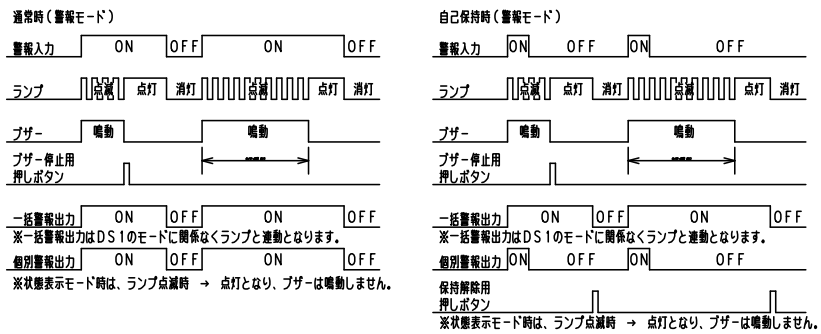 通常時(警報モード)
警報入力 ON OFF ON OFF
ランプ 点滅 点灯 消灯 点滅 点灯 消灯
ブザー 鳴動 鳴動
ブザー停止用
押しボタン
一括警報出力 ON OFF ON OFF
※一括警報出力はDS1のモードに関係なくランプと連動となります。
個別警報出力 ON OFF ON OFF
※状態表示モード時は、ランプ点滅時 → 点灯となり、ブザーは鳴動しません。
自己保持時(警報モード)
警報入力 ON OFF ON OFF
ランプ 点滅 点灯 消灯 点滅 点灯 消灯
ブザー 鳴動 鳴動
ブザー停止用
押しボタン
一括警報出力 ON OFF ON OFF
※一括警報出力はDS1のモードに関係なくランプと連動となります。
個別警報出力 ON OFF ON OFF
保持解除用
押しボタン
※状態表示モード時は、ランプ点滅時 → 点灯となり、ブザーは鳴動しません。